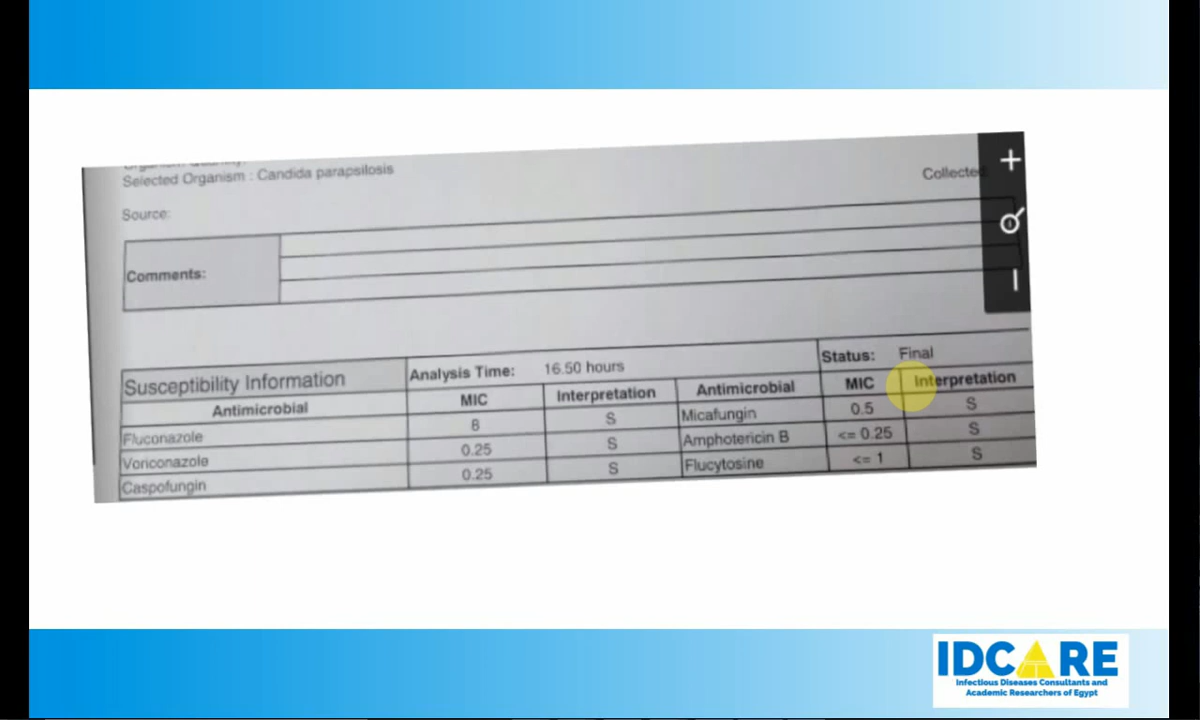 Selected Organism : Candida parapsilosis
Collected
Source:
Comments:
Susceptibility Information Analysis Time: 16.50 hours Status: Final
Antimicrobial MIC Interpretation Antimicrobial MIC Interpretation
Fluconazole 8 S Micafungin 0.5 S
Voriconazole 0.25 S Amphotericin B <= 0.25 S
Caspofungin 0.25 S Flucytosine <= 1 S
IDCARE
Infectious Diseases Consultants and
Academic Researchers of Egypt